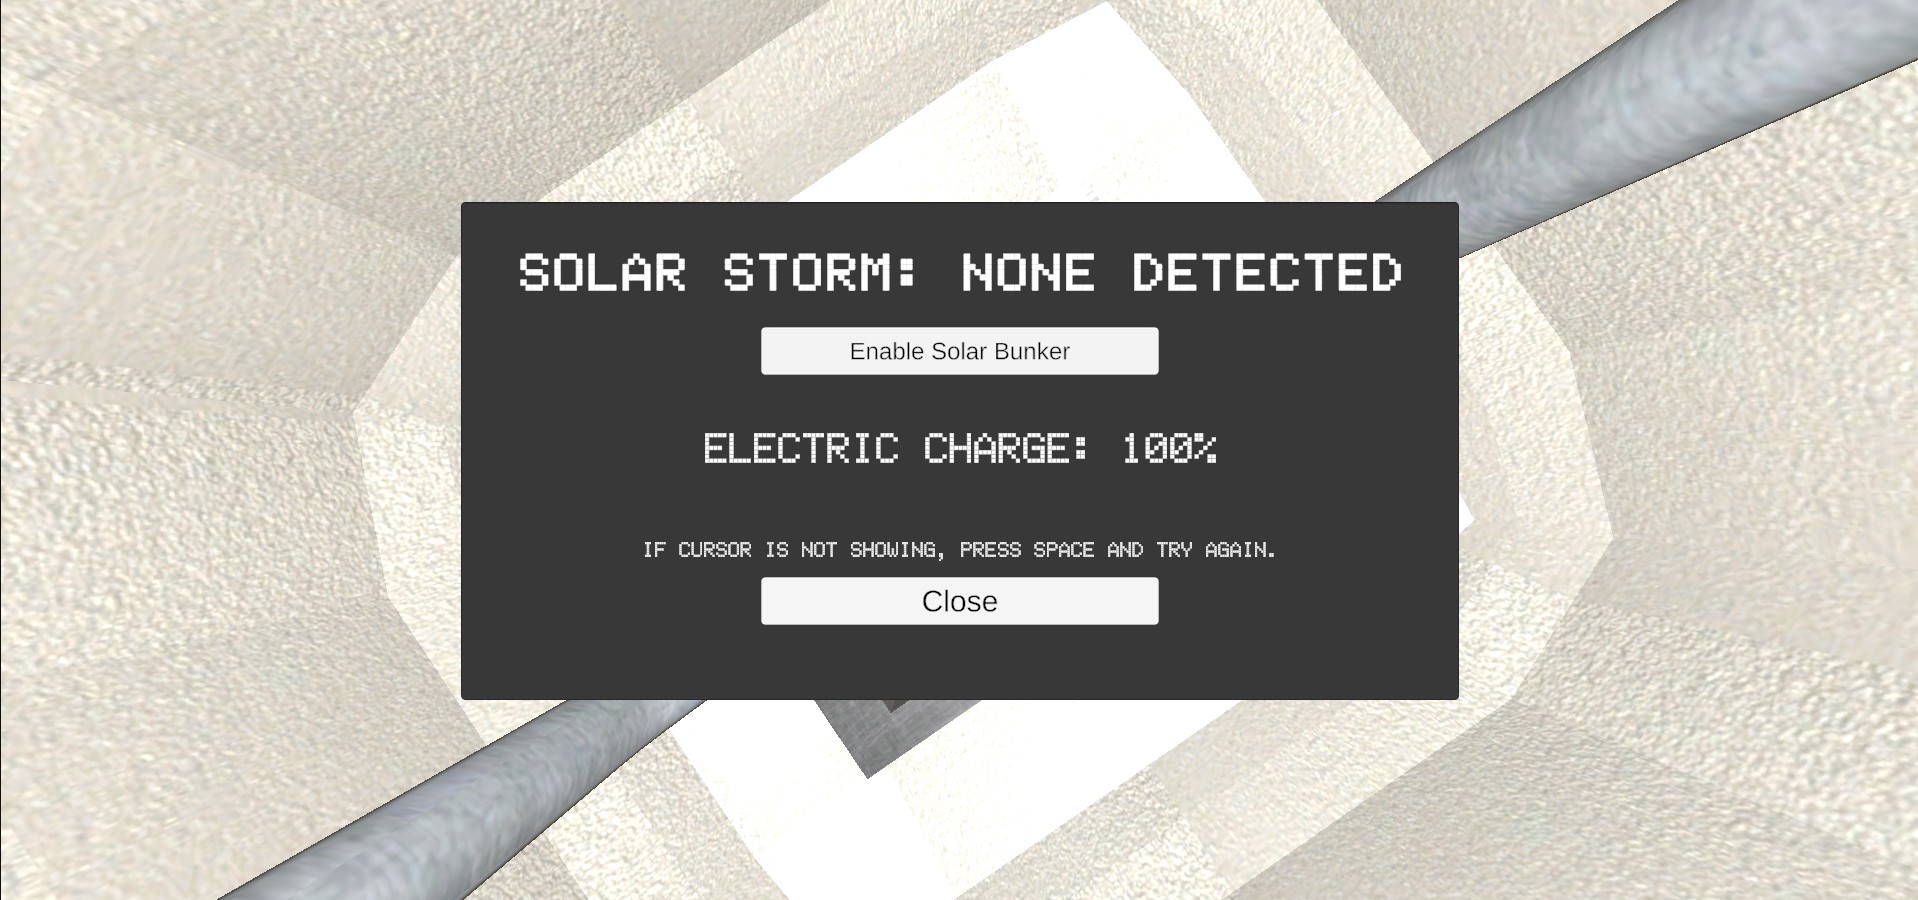 SOLAR STORM: NONE DETECTED
Enable Solar Bunker
ELECTRIC CHARGE: 100%
IF CURSOR IS NOT SHOWING, PRESS SPACE AND TRY AGAIN.
Close